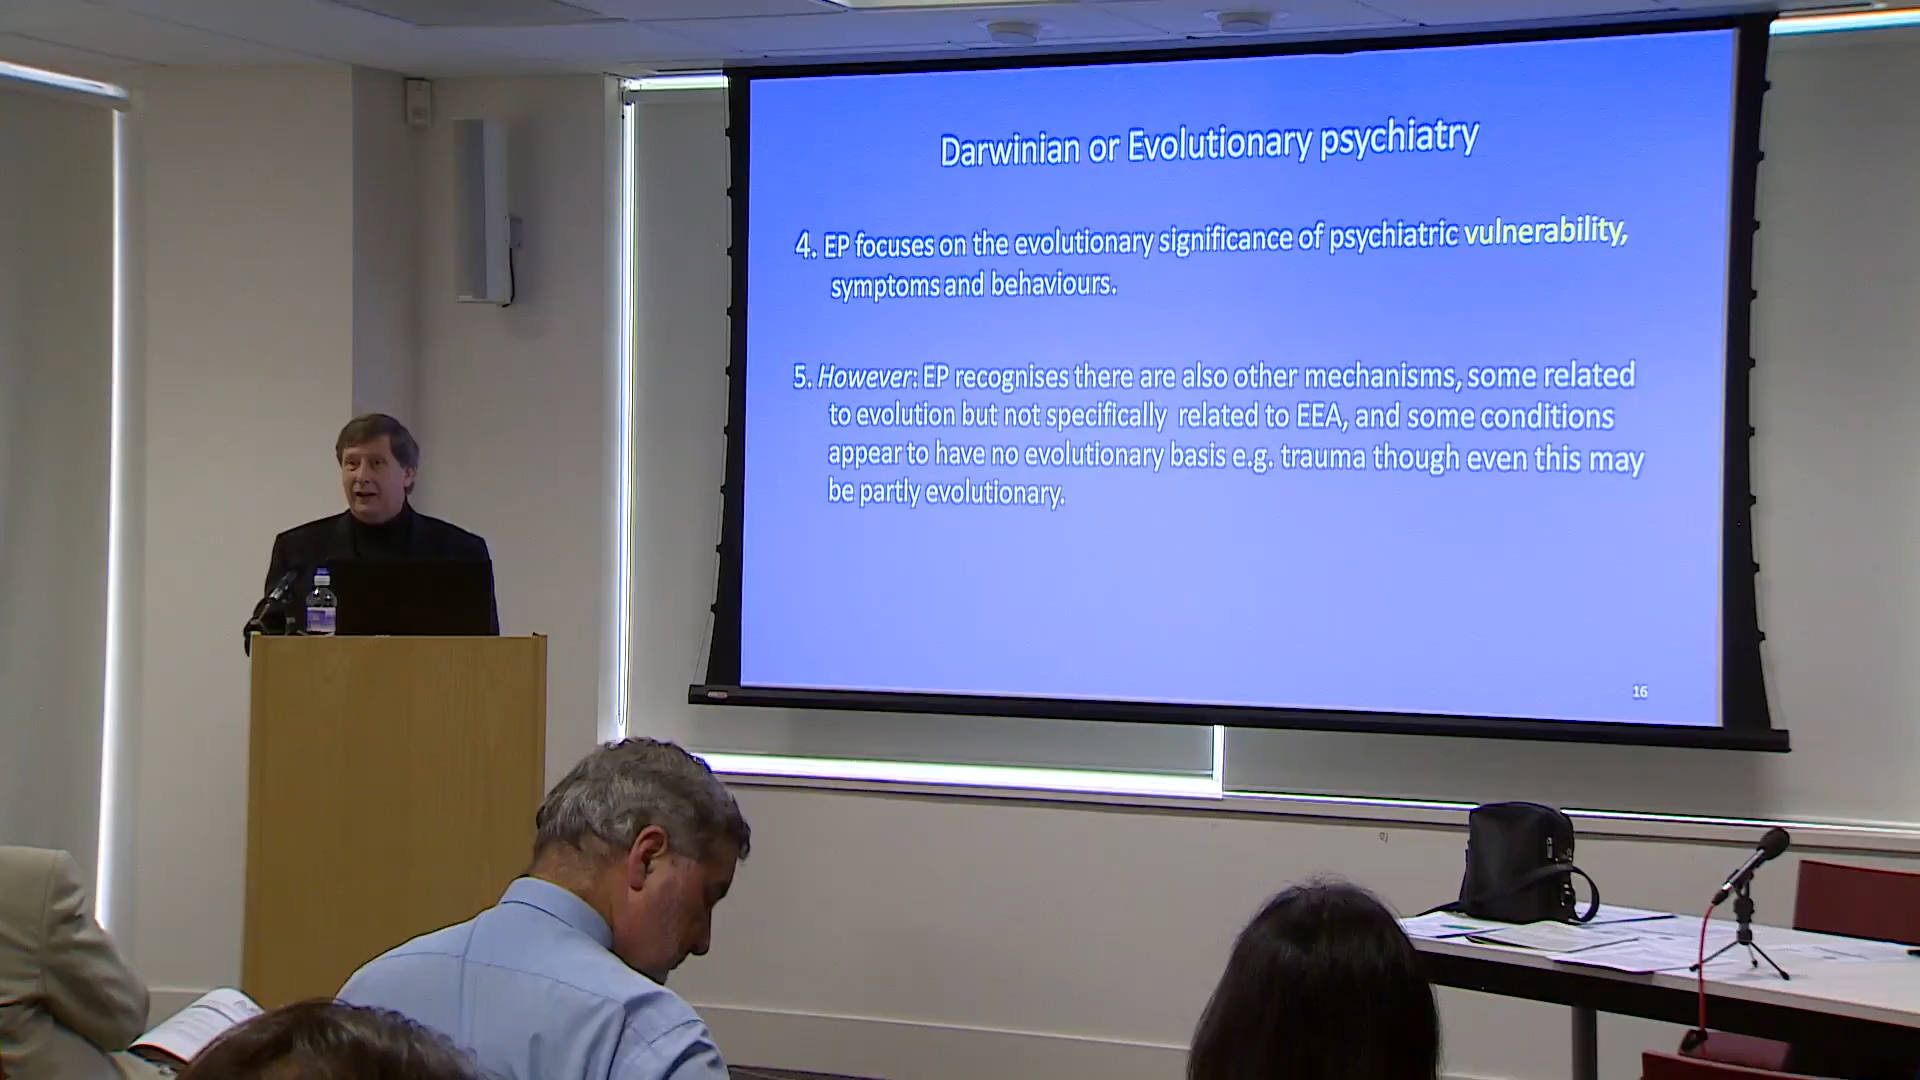 Darwinian or Evolutionary psychiatry
4. EP focuses on the evolutionary significance of psychiatric vulnerability,
symptoms and behaviours.
5. However: EP recognises there are also other mechanisms, some related
to evolution but not specifically related to EEA, and some conditions
appear to have no evolutionary basis e.g. trauma though even this may
be partly evolutionary.
16